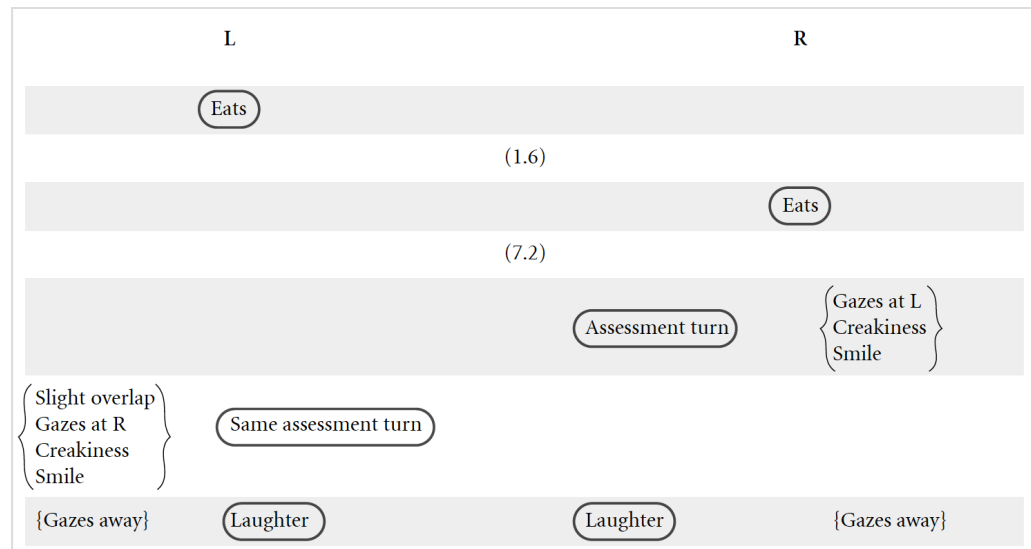 L R
Eats
(1.6)
Eats
(7.2)
Assessment turn
Gazes at L
Creakiness
Smile
Slight overlap
Gazes at R
Creakiness
Smile
Same assessment turn
{Gazes away} Laughter Laughter {Gazes away}